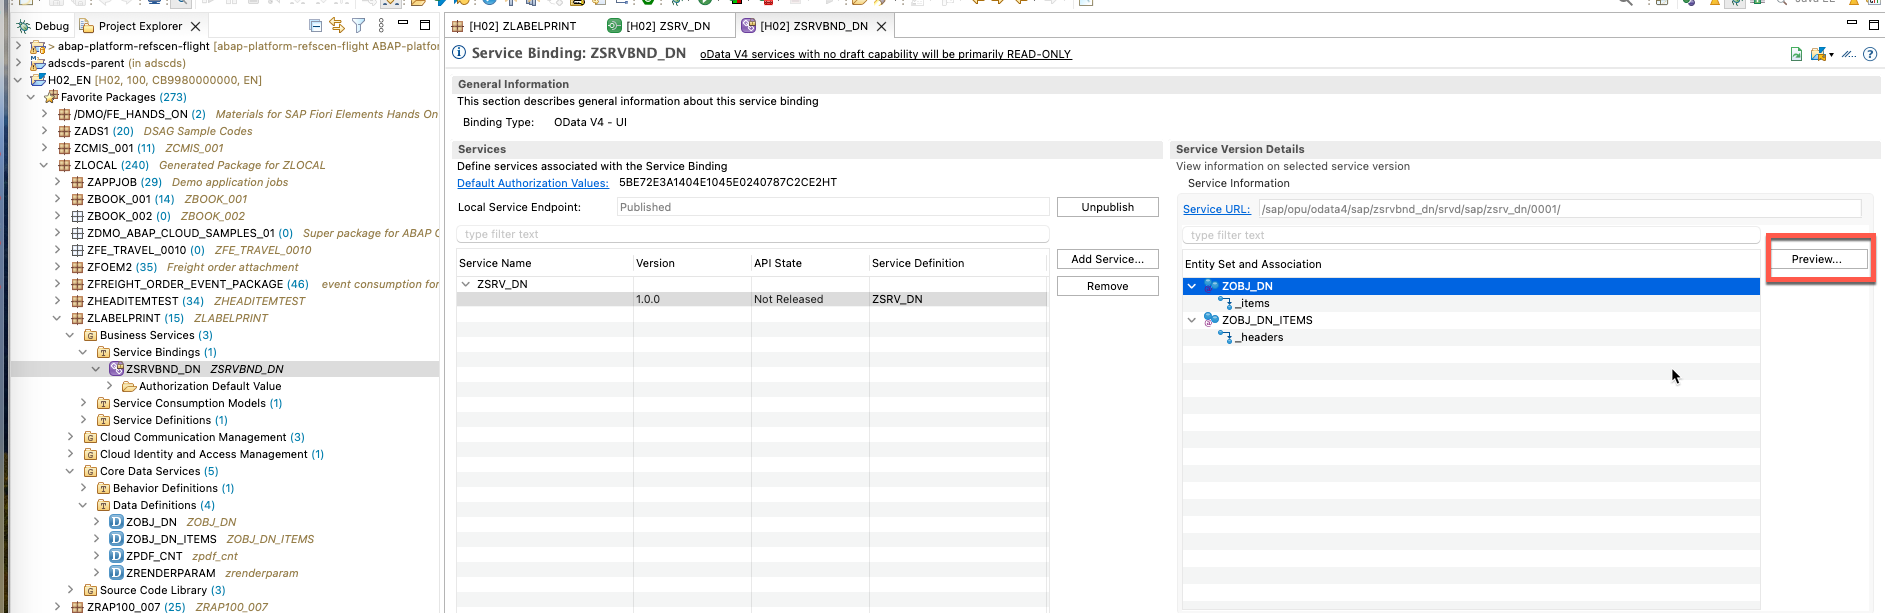 Debug
Project Explorer
> abap-platform-refscen-flight [abap-platform-refscen-flight ABAP-platfor
adscds-parent (in adscds)
H02_EN [H02, 100, CB9980000000, EN]
Favorite Packages (273)
/DMO/FE_HANDS_ON (2) Materials for SAP Fiori Elements Hands On
ZADS1 (20) DSAG Sample Codes
ZCMIS_001 (11) ZCMIS_001
ZLOCAL (240) Generated Package for ZLOCAL
ZAPPJOB (29) Demo application jobs
ZBOOK_001 (14) ZBOOK_001
ZBOOK_002 (0) ZBOOK_002
ZDMO_ABAP_CLOUD_SAMPLES_01 (0) Super package for ABAP C
ZFE_TRAVEL_0010 (0) ZFE_TRAVEL_0010
ZFOEM2 (35) Freight order attachment
ZFREIGHT_ORDER_EVENT_PACKAGE (46) event consumption for
ZHEADITEMTEST (34) ZHEADITEMTEST
ZLABELPRINT (15) ZLABELPRINT
Business Services (3)
Service Bindings (1)
ZSRVBND_DN ZSRVBND_DN
Authorization Default Value
Service Consumption Models (1)
Service Definitions (1)
Cloud Communication Management (3)
Cloud Identity and Access Management (1)
Core Data Services (5)
Behavior Definitions (1)
Data Definitions (4)
ZOBJ_DN ZOBJ_DN
ZOBJ_DN_ITEMS ZOBJ_DN_ITEMS
ZPDF_CNT zpdf_cnt
ZRENDERPARAM zrenderparam
Source Code Library (3)
ZRAP100_007 (25) ZRAP100_007
[H02] ZLABELPRINT
[H02] ZSRV_DN
[H02] ZSRVBND_DN
Service Binding: ZSRVBND_DN oData V4 services with no draft capability will be primarily READ-ONLY
General Information
This section describes general information about this service binding
Binding Type: OData V4 - UI
Services
Define services associated with the Service Binding
Default Authorization Values: 5BE72E3A1404E1045E0240787C2CE2HT
Local Service Endpoint: Published
Unpublish
type filter text
Service Name Version API State Service Definition
Add Service...
ZSRV_DN
Remove
1.0.0 Not Released ZSRV_DN
Service Version Details
View information on selected service version
Service Information
Service URL: /sap/opu/odata4/sap/zsrvbnd_dn/srvd/sap/zsrv_dn/0001/
type filter text
Entity Set and Association
Preview...
ZOBJ_DN
_items
ZOBJ_DN_ITEMS
_headers